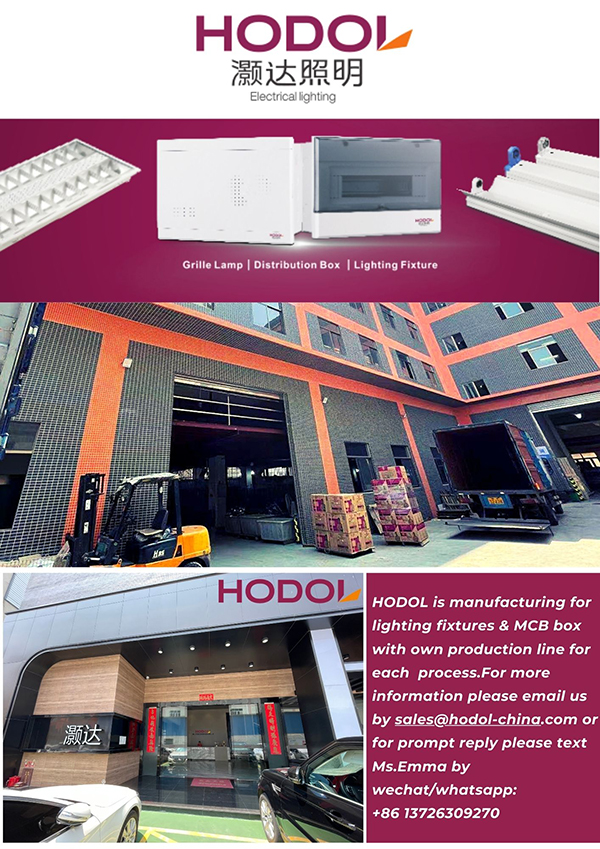 HODOL
灏达照明
Electrical lighting
HODOL
Grille Lamp | Distribution Box | Lighting Fixture
HODOL
灏达
HODOL is manufacturing for
lighting fixtures & MCB box
with own production line for
each process.For more
information please email us
by sales@hodol-china.com or
for prompt reply please text
Ms.Emma by
wechat/whatsapp:
+86 13726309270